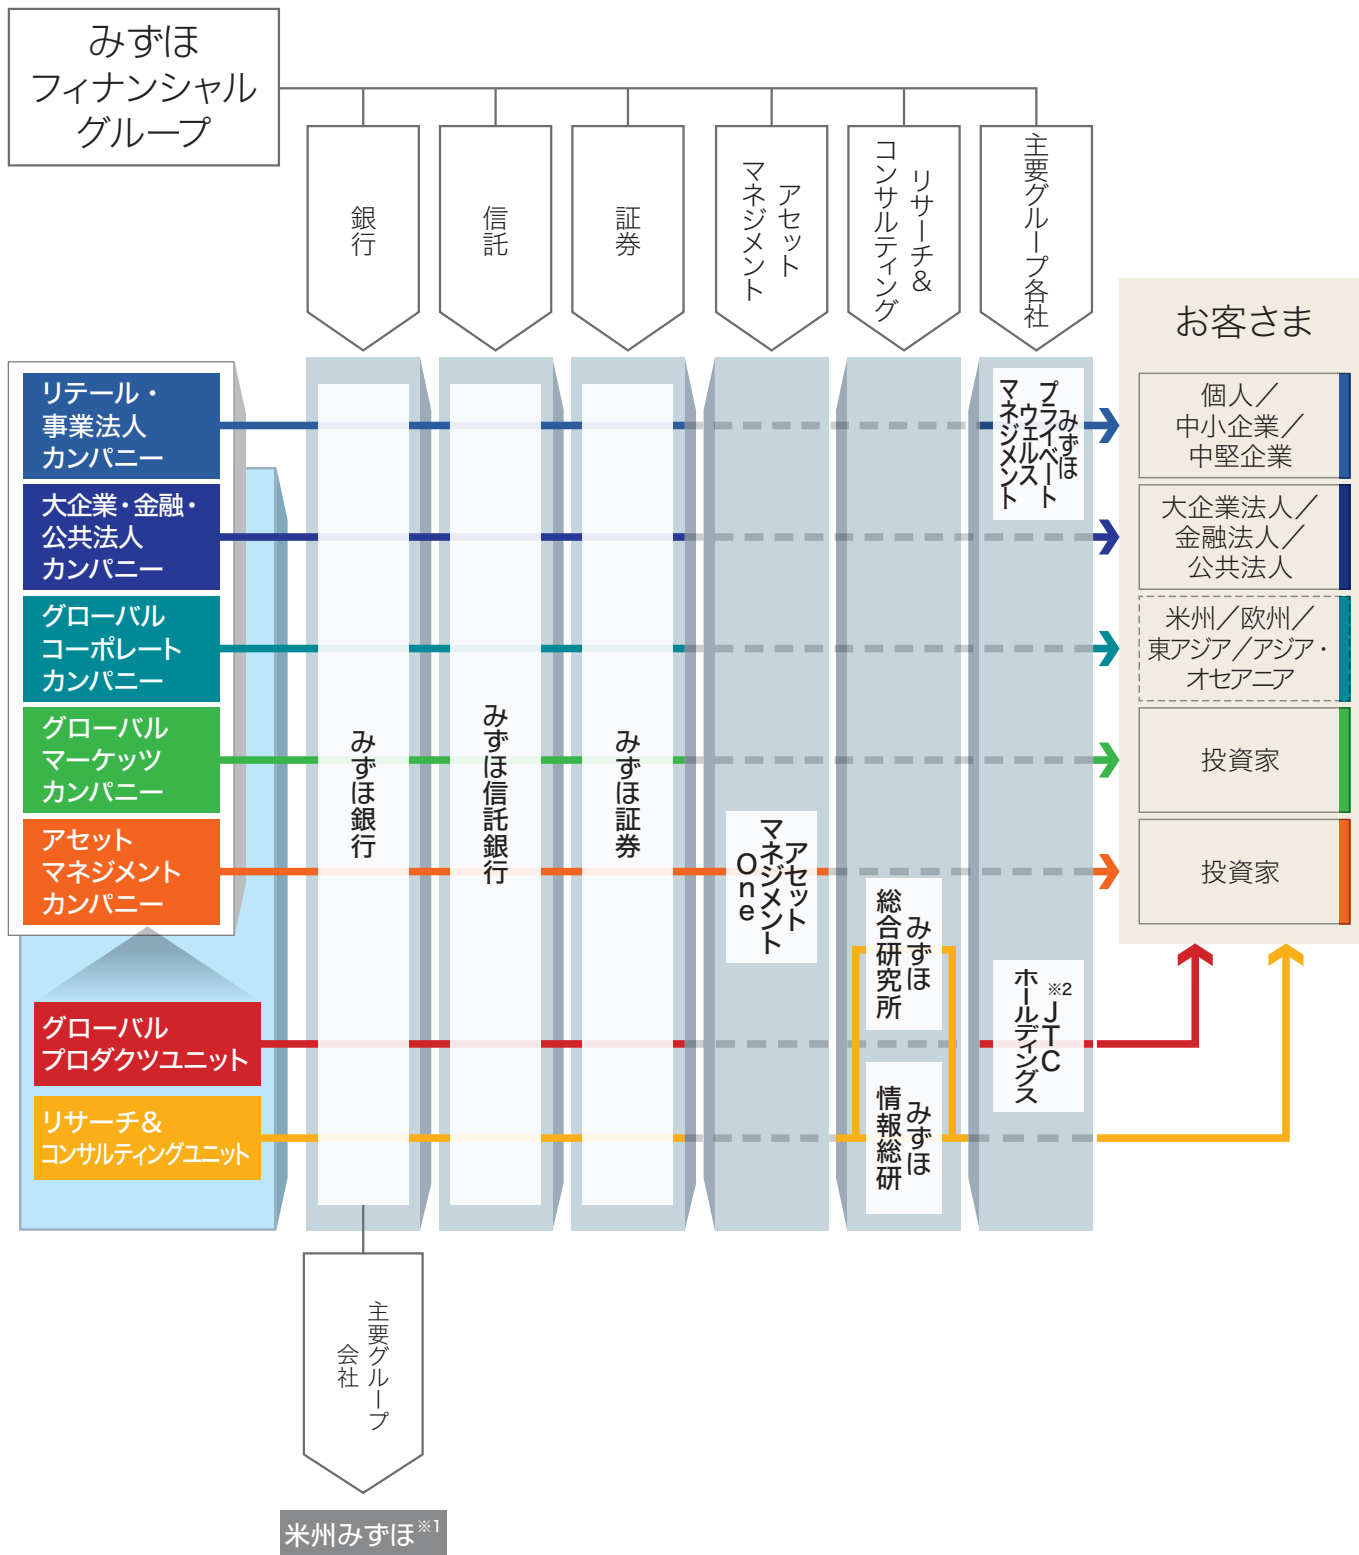 みずほ
フィナンシャル
グループ
銀行
信託
証券
アセット
マネジメント
リサーチ&
コンサルティング
主要グループ各社
お客さま
リテール・
事業法人
カンパニー
大企業・金融・
公共法人
カンパニー
グローバル
コーポレート
カンパニー
グローバル
マーケッツ
カンパニー
アセット
マネジメント
カンパニー
グローバル
プロダクツユニット
リサーチ&
コンサルティングユニット
みずほ銀行
みずほ信託銀行
みずほ証券
アセット
マネジメント
One
みずほ
総合研究所
みずほ
情報総研
みずほ
プライベート
ウェルス
マネジメント
※2
JTC
ホールディングス
個人／
中小企業／
中堅企業
大企業法人／
金融法人／
公共法人
米州／欧州／
東アジア／アジア・
オセアニア
投資家
投資家
主要グループ
会社
米州みずほ※1